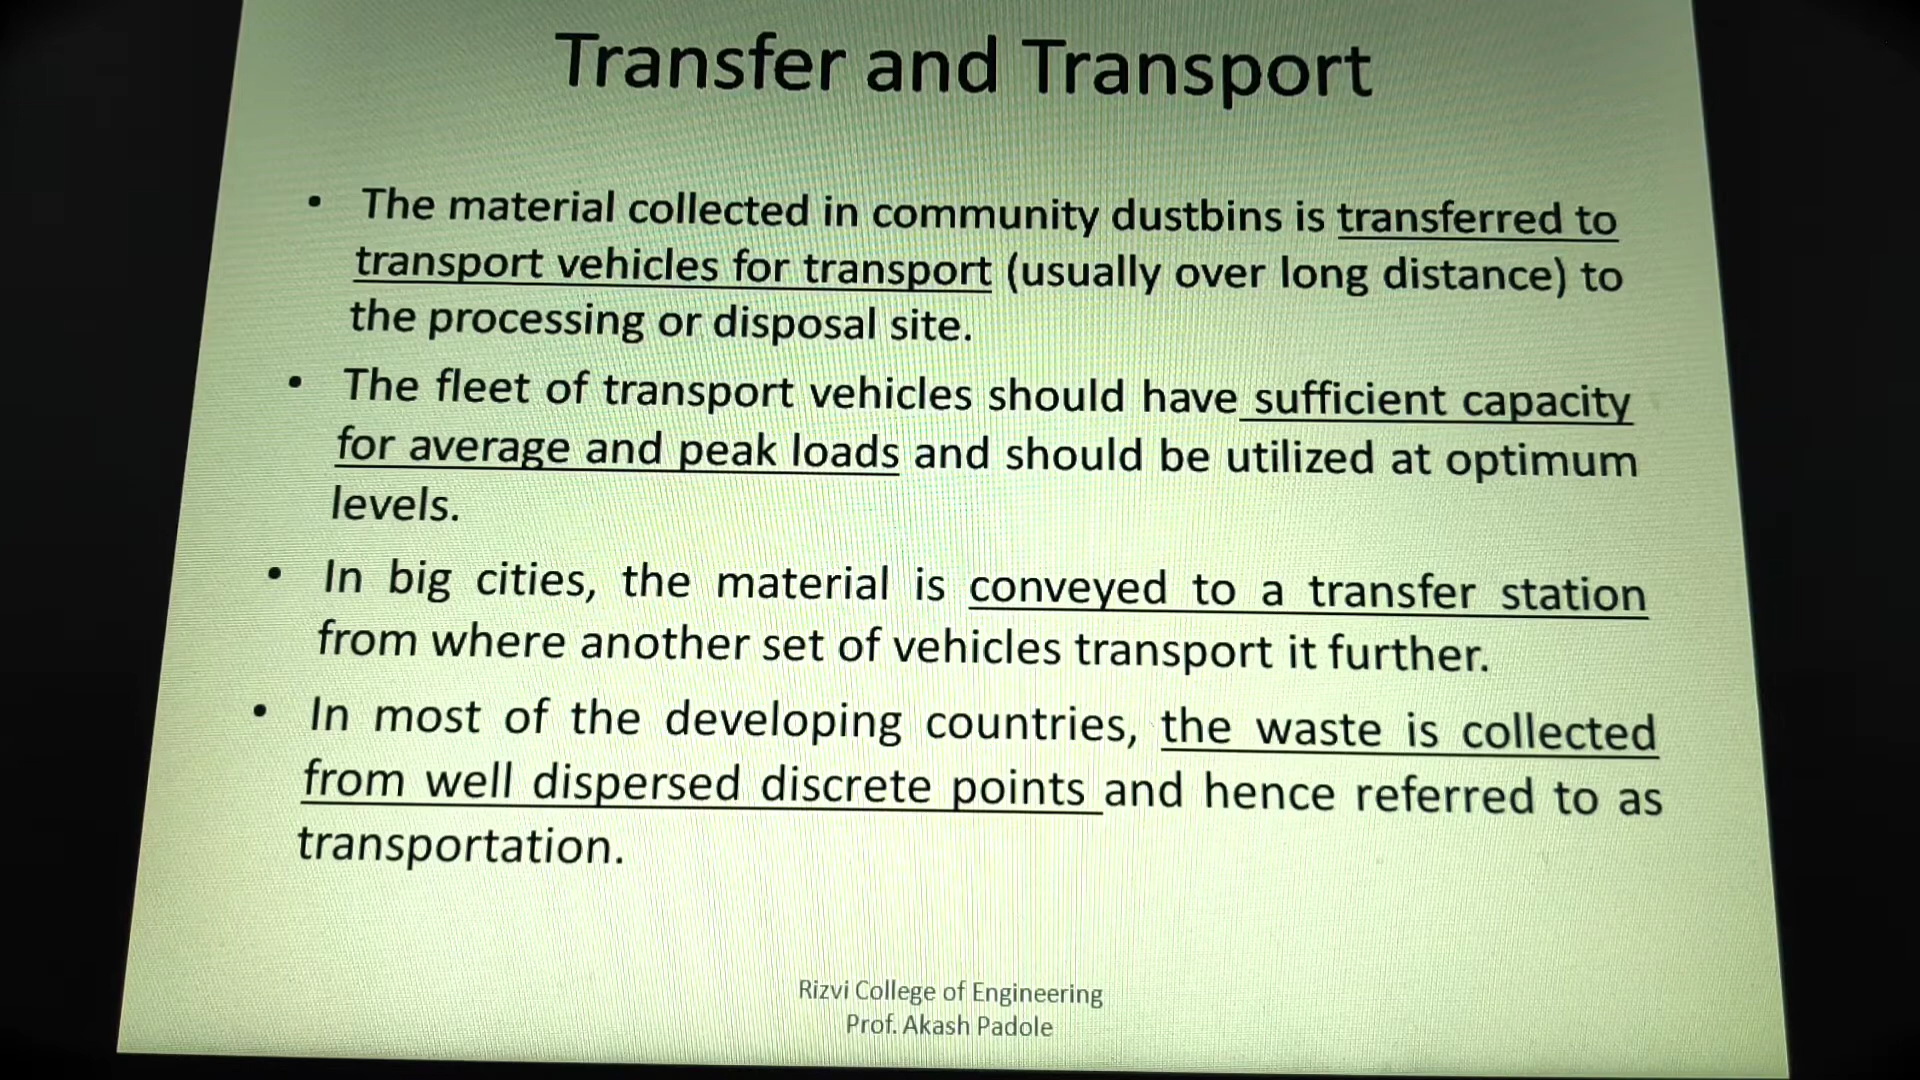 Transfer and Transport
• The material collected in community dustbins is transferred to
transport vehicles for transport (usually over long distance) to
the processing or disposal site.
• The fleet of transport vehicles should have sufficient capacity
for average and peak loads and should be utilized at optimum
levels.
• In big cities, the material is conveyed to a transfer station
from where another set of vehicles transport it further.
• In most of the developing countries, the waste is collected
from well dispersed discrete points and hence referred to as
transportation.
Rizvi College of Engineering
Prof. Akash Padole